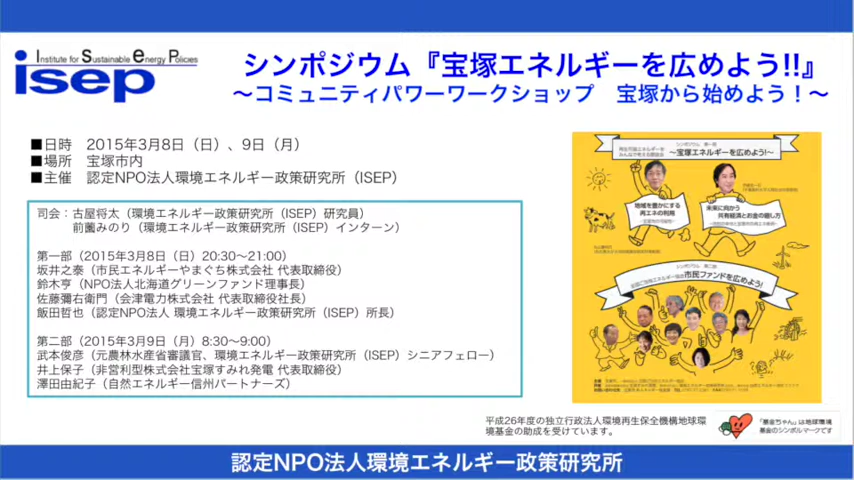 Institute for Sustainable energy Policies
isep
シンポジウム『宝塚エネルギーを広めよう!!』
～コミュニティパワーワークショップ　宝塚から始めよう！～
■日時　2015年3月8日（日）、9日（月）
■場所　宝塚市内
■主催　認定NPO法人環境エネルギー政策研究所（ISEP）
司会：古屋将太（環境エネルギー政策研究所（ISEP）研究員）
前薗みのり（環境エネルギー政策研究所（ISEP）インターン）
第一部（2015年3月8日（日）20:30～21:00）
坂井之泰（市民エネルギーやまぐち株式会社 代表取締役）
鈴木亨（NPO法人北海道グリーンファンド理事長）
佐藤彌右衛門（会津電力株式会社 代表取締役社長）
飯田哲也（認定NPO法人 環境エネルギー政策研究所（ISEP）所長）
第二部（2015年3月9日（月）8:30～9:00）
武本俊彦（元農林水産省審議官、環境エネルギー政策研究所（ISEP）シニアフェロー）
井上保子（非営利型株式会社宝塚すみれ発電 代表取締役）
澤田由紀子（自然エネルギー信州パートナーズ）
シンポジウム　第一部
～宝塚エネルギーを広めよう!～
地域を豊かにする
再エネの利用
未来に向かう
共有経済とお金の廻し方
シンポジウム　第二部
市民ファンドを広めよう!
平成26年度の独立行政法人環境再生保全機構地球環
境基金の助成を受けています。
「基金ちゃん」は地球環境
基金のシンボルマークです
認定NPO法人環境エネルギー政策研究所